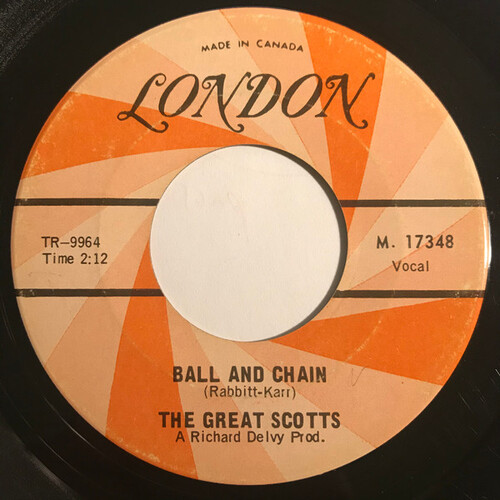 MADE IN CANADA
LONDON
TR-9964
Time 2:12
M. 17348
Vocal
BALL AND CHAIN
(Rabbitt-Karr)
THE GREAT SCOTTS
A Richard Delvy Prod.